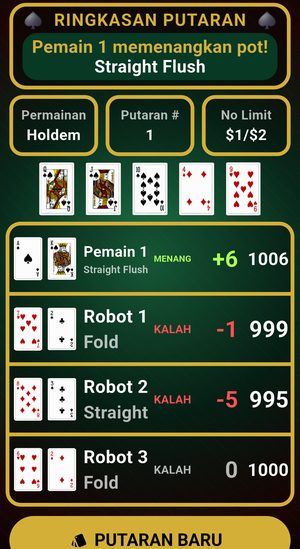 RINGKASAN PUTARAN
Pemain 1 memenangkan pot!
Straight Flush
Permainan
Holdem
Putaran #
1
No Limit
$1/$2
Pemain 1
Straight Flush
MENANG
+6
1006
Robot 1
Fold
KALAH
-1
999
Robot 2
Straight
KALAH
-5
995
Robot 3
Fold
KALAH
0
1000
PUTARAN BARU